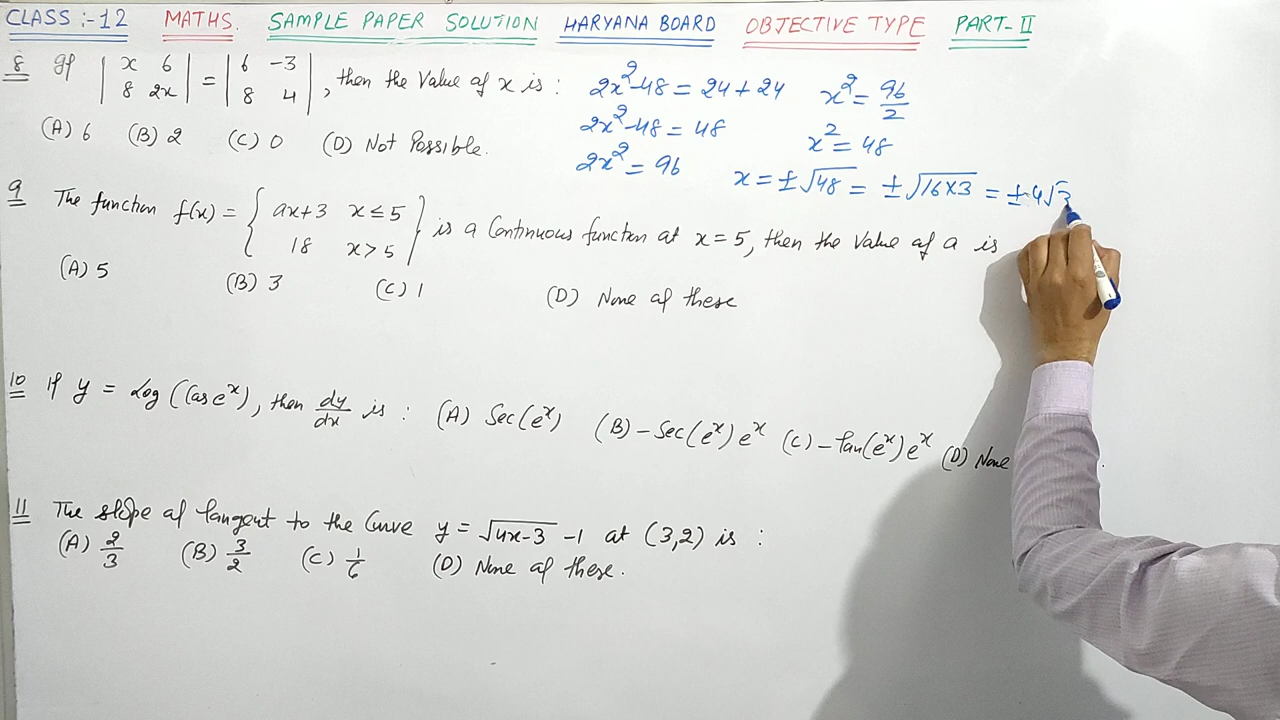 CLASS :- 12 MATHS. SAMPLE PAPER SOLUTION HARYANA BOARD OBJECTIVE TYPE PART-II
8 If | x 6 | = | 6 -3 |, then the Value of x is :
| 8 2x | | 8 4 |
(A) 6 (B) 2 (C) 0 (D) Not Possible.
2x²-48 = 24+24
2x²-48 = 48
2x² = 96
x² = 96/2
x² = 48
x = ±√48 = ±√16×3 = ±4√3
9 The function f(x) = { ax+3 x≤5
18 x>5 } is a Continuous function at x=5, then the Value of a is
(A) 5 (B) 3 (C) 1 (D) None of these
10 If y = Log (Cos eˣ), then dy/dx is : (A) Sec(eˣ) (B) -Sec(eˣ) eˣ (C) -tan(eˣ) eˣ (D) None
11 The slope of tangent to the Curve y = √4x-3 -1 at (3,2) is :
(A) 2/3 (B) 3/2 (C) 1/6 (D) None of these.